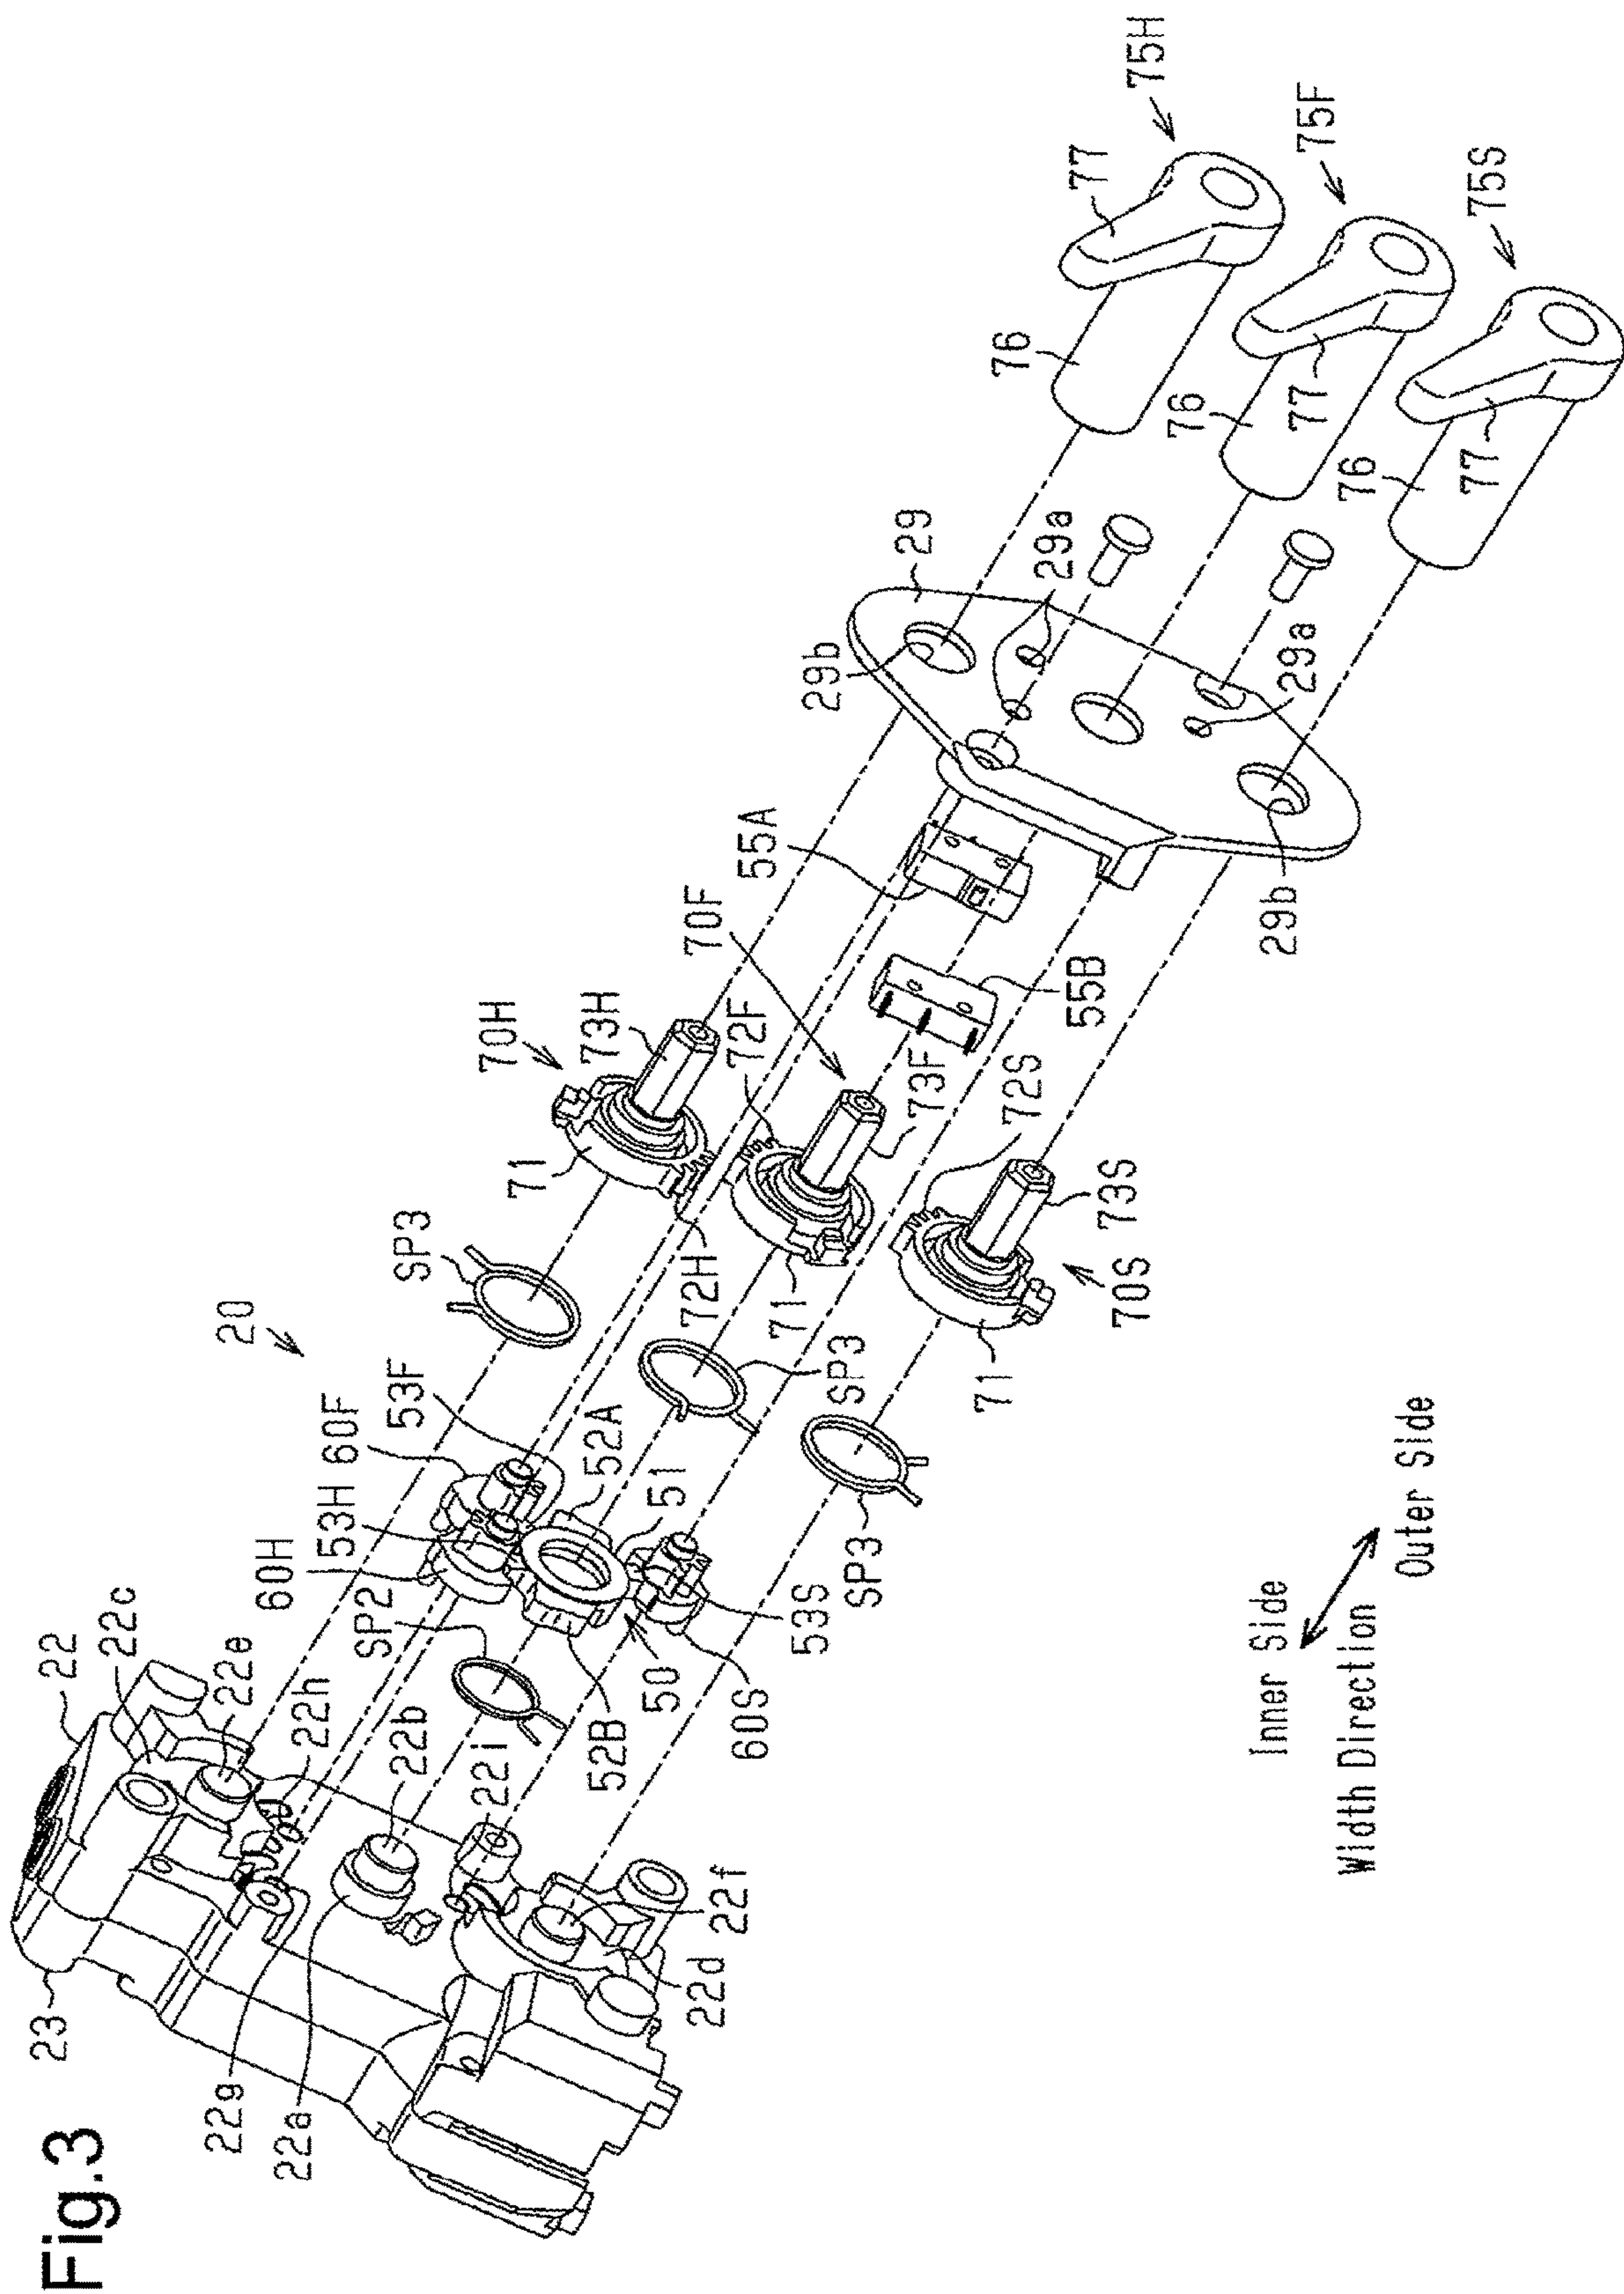 Fig.3
23
22
22c
22e
22h
22b
22i
22f
22d
22g
22a
20
SP2
SP3
SP3
SP3
60H
53H
60F
53F
52A
51
52B
50
53S
60S
70H
73H
71
72H
70F
72F
73F
71
72S
73S
70S
71
55A
55B
29
29b
29a
29a
29b
76
77
75H
76
77
75F
76
77
75S
Inner Side
Width Direction
Outer Side